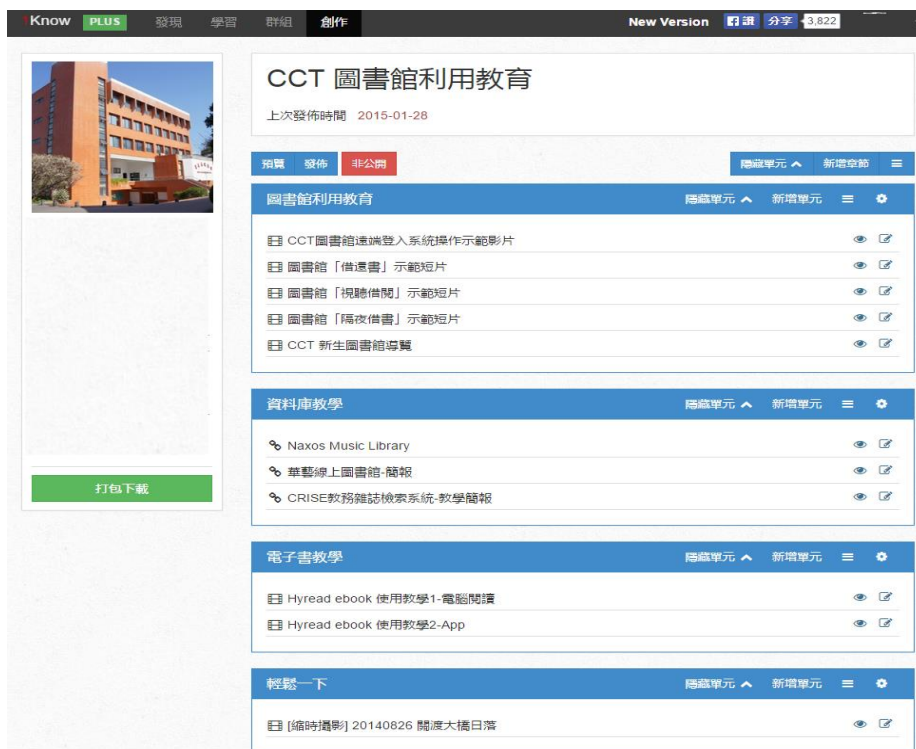 1Know PLUS 發現 學習 群組 創作 New Version 讚 分享 3,822
CCT 圖書館利用教育
上次發佈時間 2015-01-28
預覽 發佈 非公開 隱藏單元 新增章節
圖書館利用教育 隱藏單元 新增單元
CCT圖書館遠端登入系統操作示範影片
圖書館「借還書」示範短片
圖書館「視聽借閱」示範短片
圖書館「隔夜借書」示範短片
CCT 新生圖書館導覽
資料庫教學 隱藏單元 新增單元
Naxos Music Library
華藝線上圖書館-簡報
CRISE教務雜誌檢索系統-教學簡報
打包下載
電子書教學 隱藏單元 新增單元
Hyread ebook 使用教學1-電腦閱讀
Hyread ebook 使用教學2-App
輕鬆一下 隱藏單元 新增單元
[縮時攝影] 20140826 關渡大橋日落